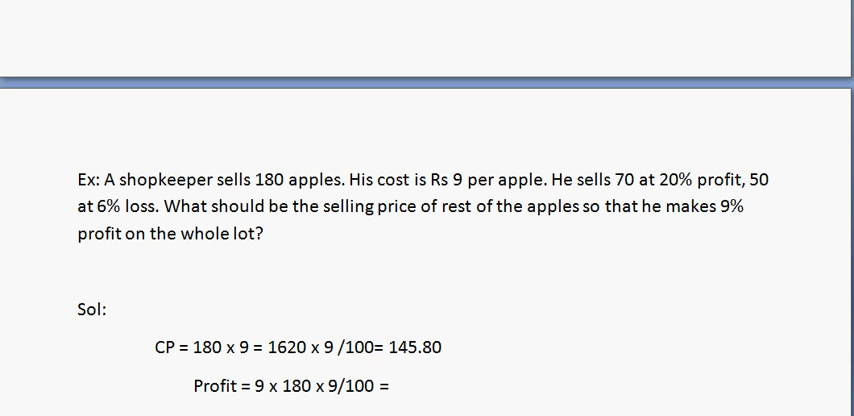 Ex: A shopkeeper sells 180 apples. His cost is Rs 9 per apple. He sells 70 at 20% profit, 50
at 6% loss. What should be the selling price of rest of the apples so that he makes 9%
profit on the whole lot?
Sol:
CP = 180 x 9 = 1620 x 9 /100= 145.80
Profit = 9 x 180 x 9/100 =